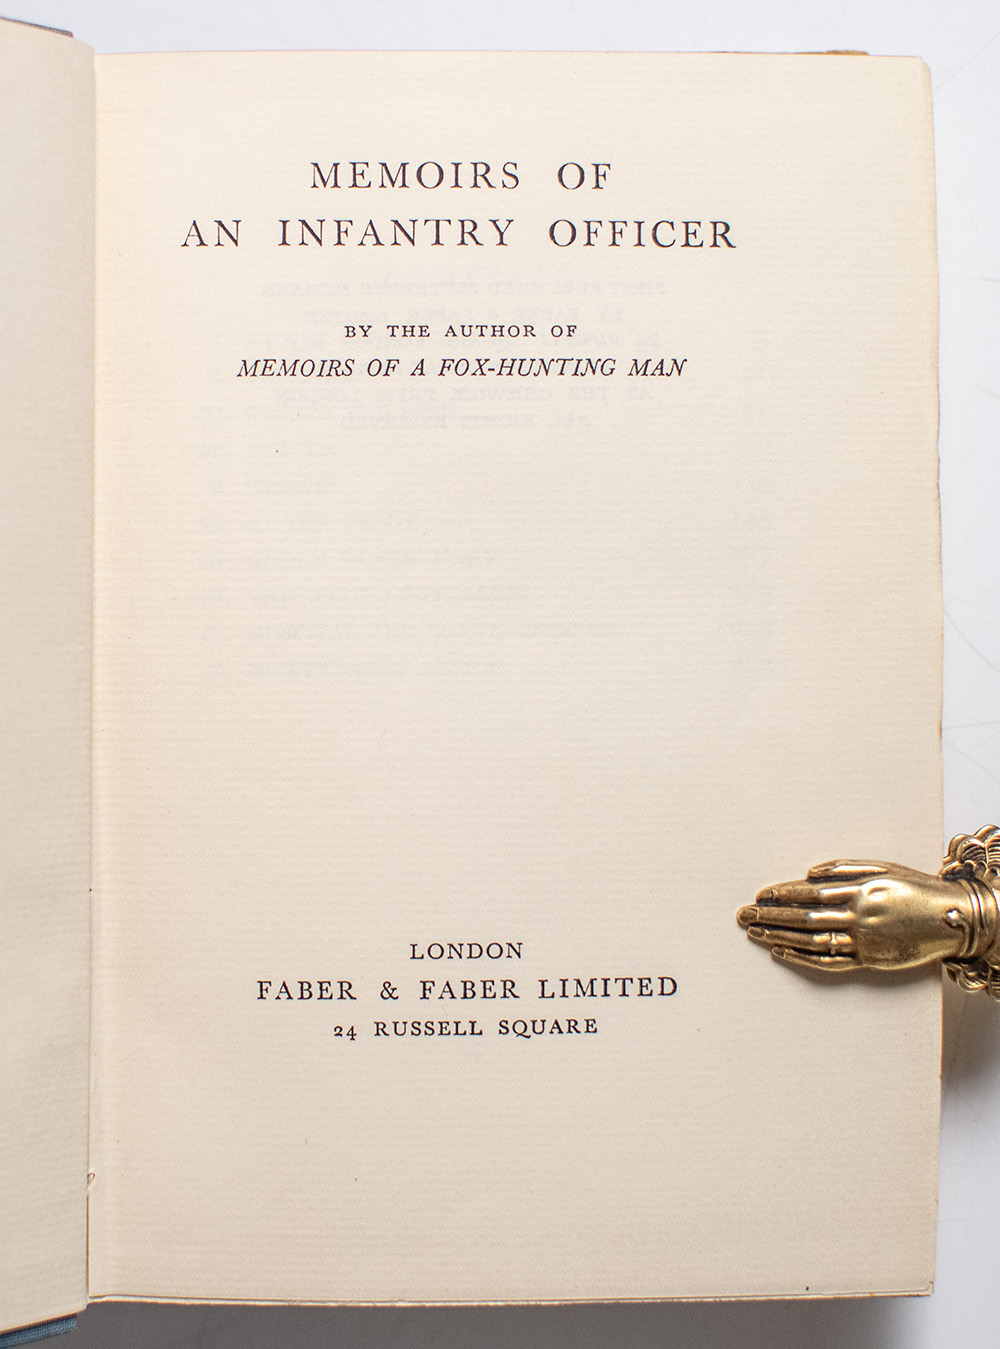 MEMOIRS OF
AN INFANTRY OFFICER
BY THE AUTHOR OF
MEMOIRS OF A FOX-HUNTING MAN
LONDON
FABER & FABER LIMITED
24 RUSSELL SQUARE